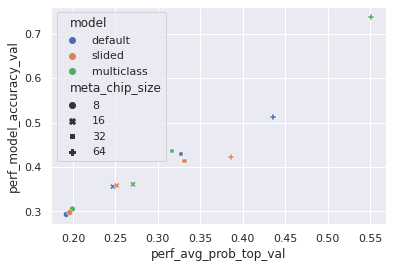 model
default
slided
multiclass
meta_chip_size
8
16
32
64
0.7
0.6
0.5
0.4
0.3
perf_model_accuracy_val
0.20 0.25 0.30 0.35 0.40 0.45 0.50 0.55
perf_avg_prob_top_val